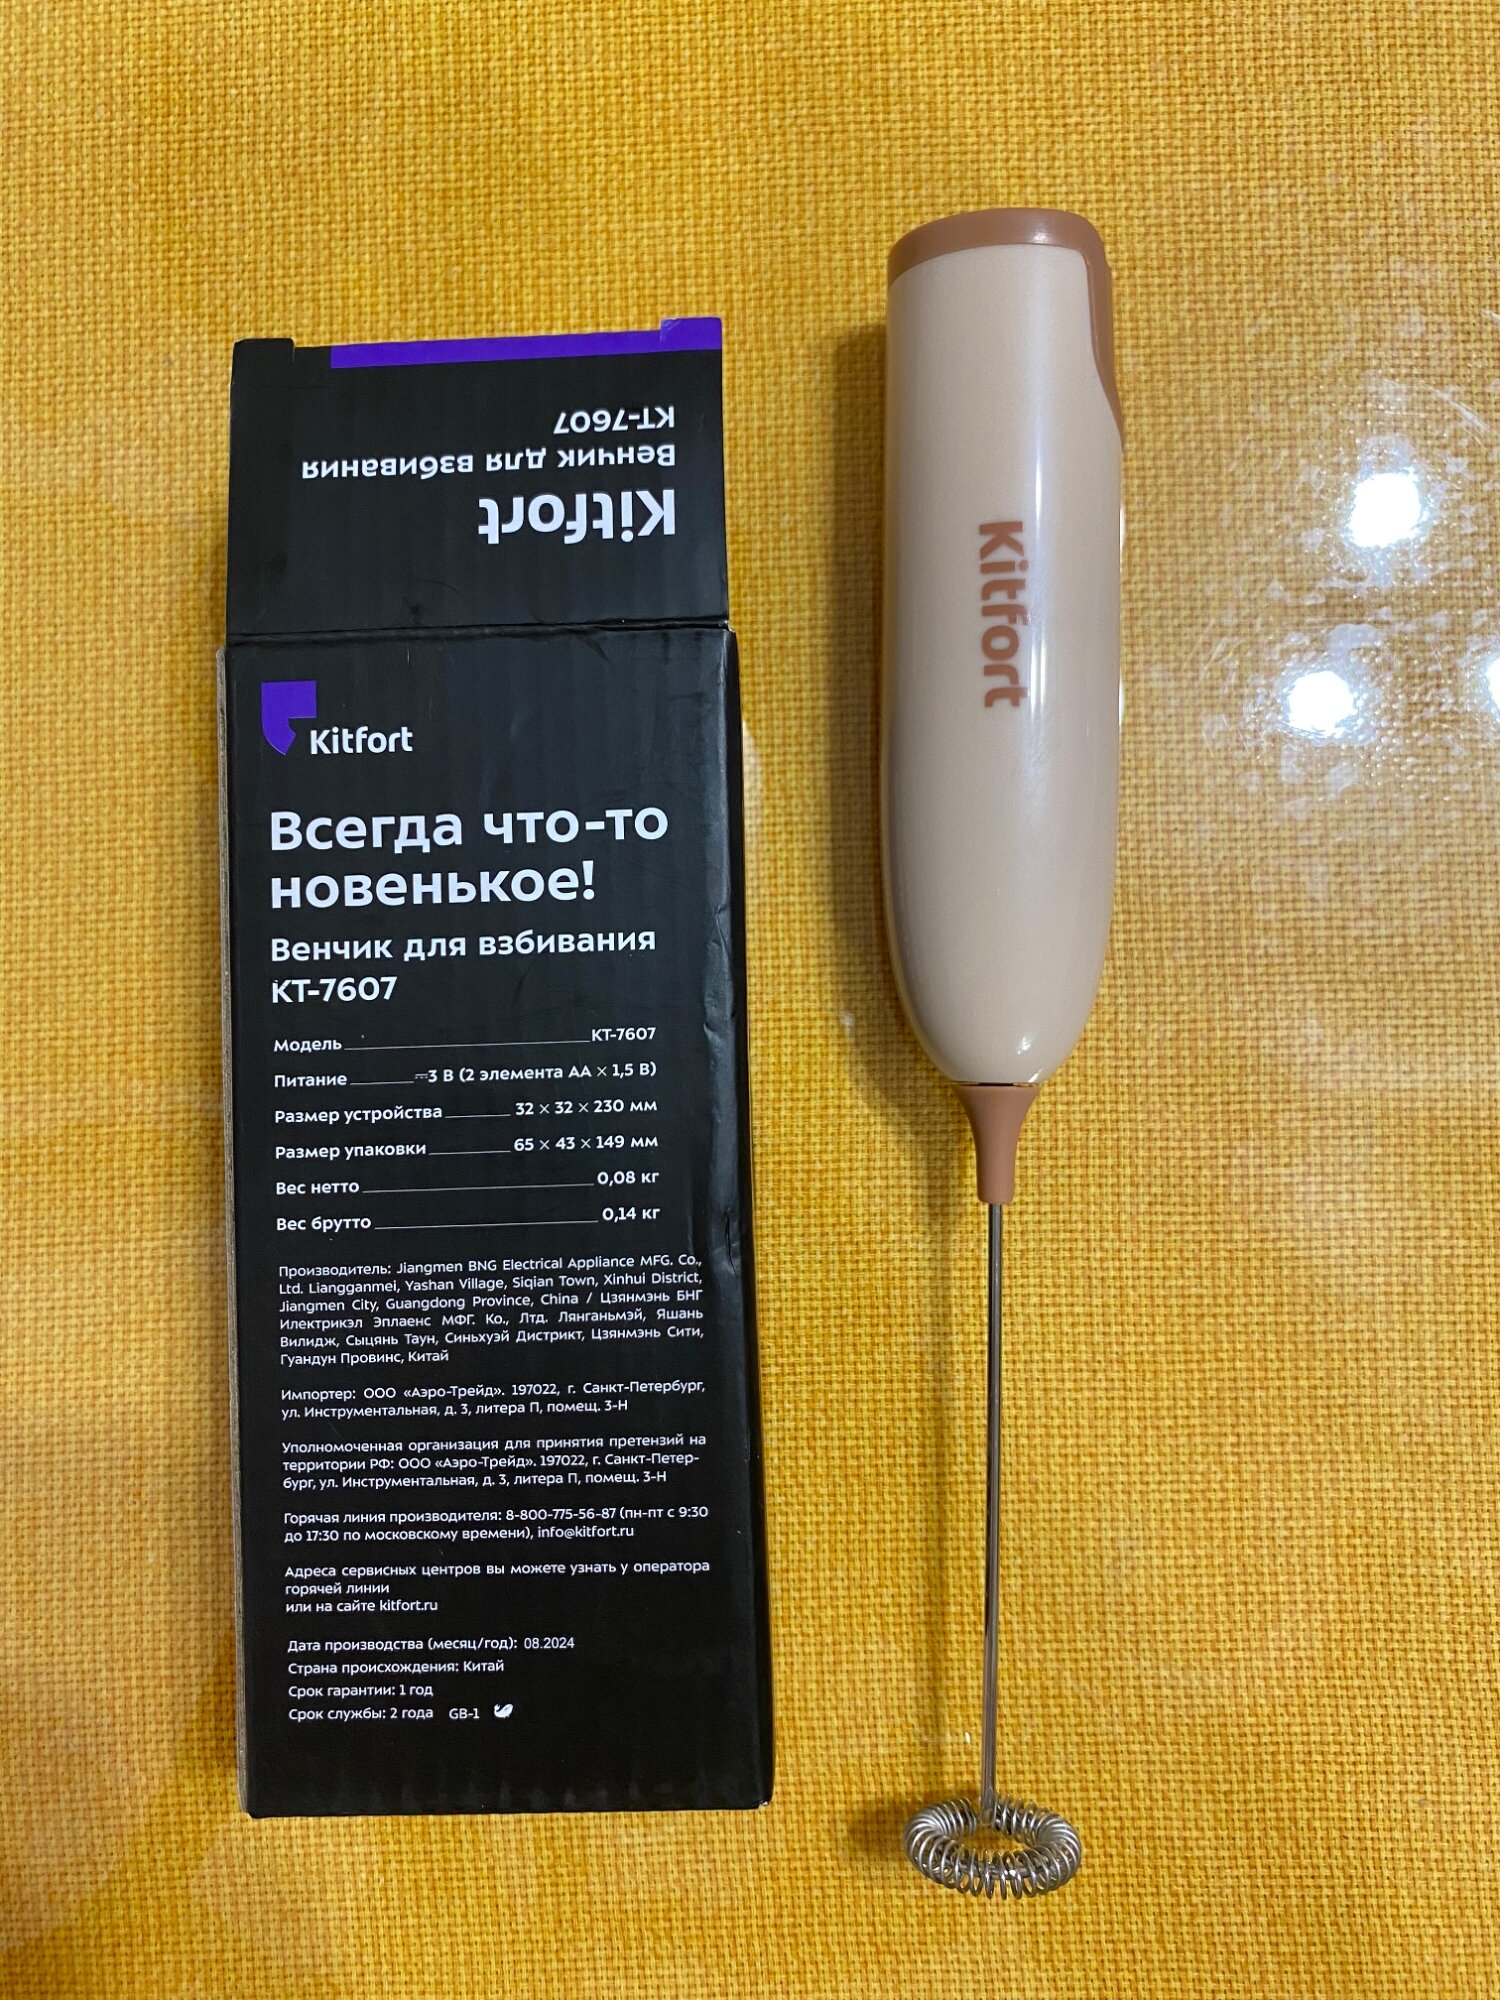 Kitfort
Венчик для взбивания
КТ-7607
Kitfort
Всегда что-то
новенькое!
Венчик для взбивания
КТ-7607
Модель КТ-7607
Питание ⎓3 В (2 элемента АА × 1,5 В)
Размер устройства 32 × 32 × 230 мм
Размер упаковки 65 × 43 × 149 мм
Вес нетто 0,08 кг
Вес брутто 0,14 кг
Производитель: Jiangmen BNG Electrical Appliance MFG. Co.,
Ltd. Liangganmei, Yashan Village, Siqian Town, Xinhui District,
Jiangmen City, Guangdong Province, China / Цзянмэнь БНГ
Илектрикэл Эплаенс МФГ. Ко., Лтд. Лянганьмэй, Яшань
Вилидж, Сыцянь Таун, Синьхуэй Дистрикт, Цзянмэнь Сити,
Гуандун Провинс, Китай
Импортер: ООО «Аэро-Трейд». 197022, г. Санкт-Петербург,
ул. Инструментальная, д. 3, литера П, помещ. 3-Н
Уполномоченная организация для принятия претензий на
территории РФ: ООО «Аэро-Трейд». 197022, г. Санкт-Петер-
бург, ул. Инструментальная, д. 3, литера П, помещ. 3-Н
Горячая линия производителя: 8-800-775-56-87 (пн-пт с 9:30
до 17:30 по московскому времени), info@kitfort.ru
Адреса сервисных центров вы можете узнать у оператора
горячей линии
или на сайте kitfort.ru
Дата производства (месяц/год): 08.2024
Страна происхождения: Китай
Срок гарантии: 1 год
Срок службы: 2 года GB-1
Kitfort